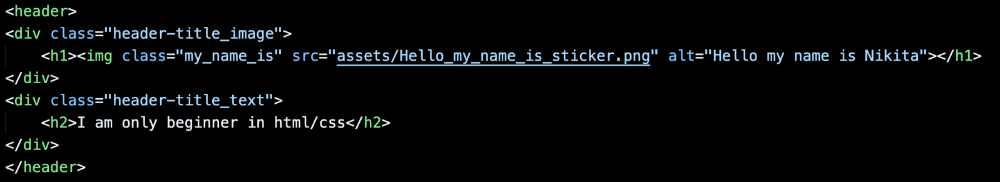 <header>
<div class="header-title_image">
    <h1><img class="my_name_is" src="assets/Hello_my_name_is_sticker.png" alt="Hello my name is Nikita"></h1>
</div>
<div class="header-title_text">
    <h2>I am only beginner in html/css</h2>
</div>
</header>